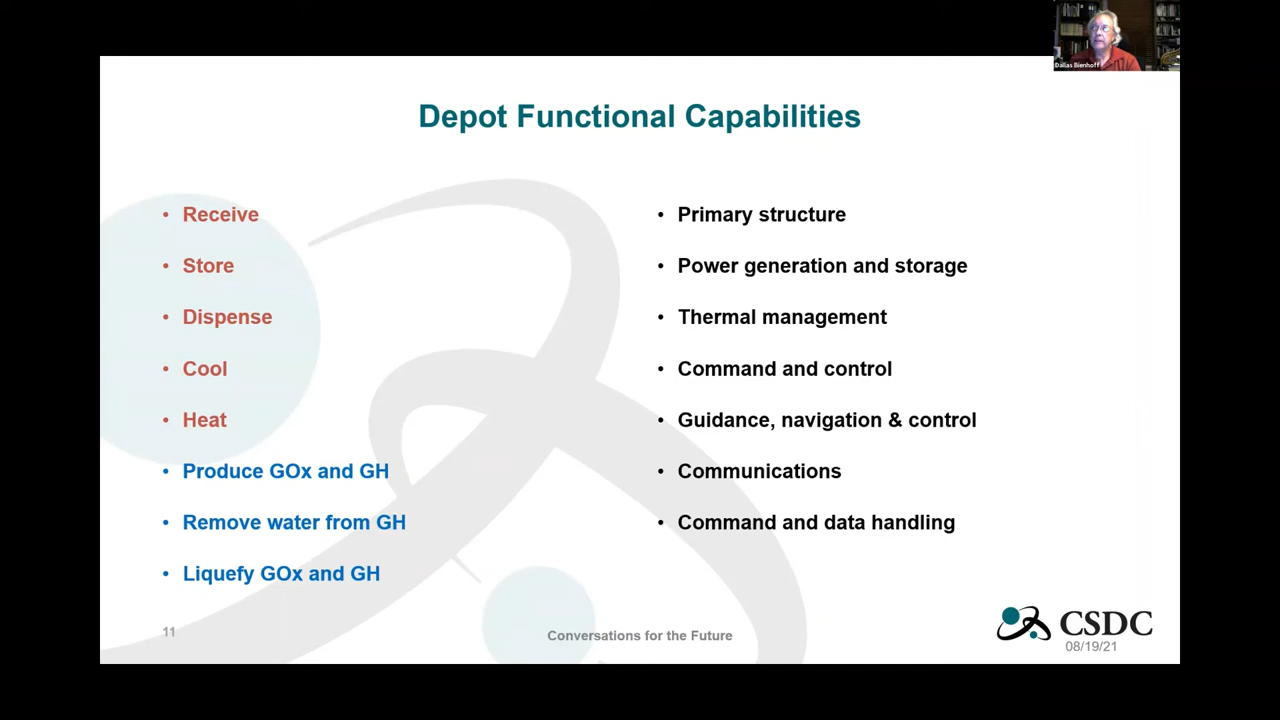 Dallas Bienhoff
Depot Functional Capabilities
• Receive
• Store
• Dispense
• Cool
• Heat
• Produce GOx and GH
• Remove water from GH
• Liquefy GOx and GH
• Primary structure
• Power generation and storage
• Thermal management
• Command and control
• Guidance, navigation & control
• Communications
• Command and data handling
11
Conversations for the Future
CSDC
08/19/21